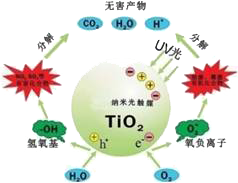 无害产物
CO₂ H₂O H⁺
分解
分解
UV光
纳米光触媒
TiO₂
-OH
O₂⁻
氢氧基
h⁺
e⁻
氧负离子
H₂O
O₂